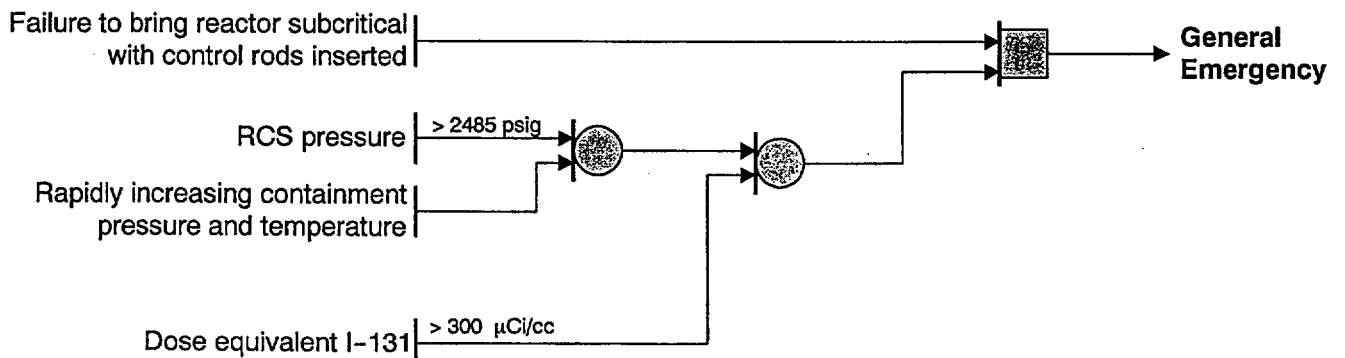 Failure to bring reactor subcritical
with control rods inserted
General
Emergency
RCS pressure
> 2485 psig
Rapidly increasing containment
pressure and temperature
Dose equivalent I-131
> 300 μCi/cc